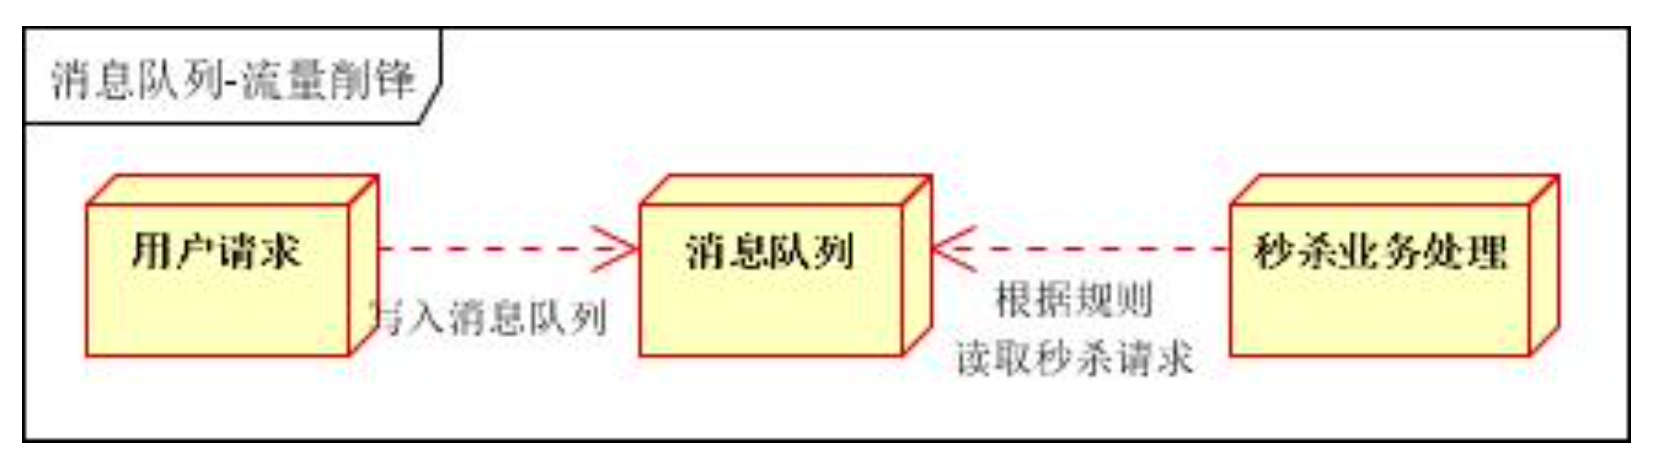 消息队列-流量削锋
用户请求
消息队列
秒杀业务处理
写入消息队列
根据规则
读取秒杀请求